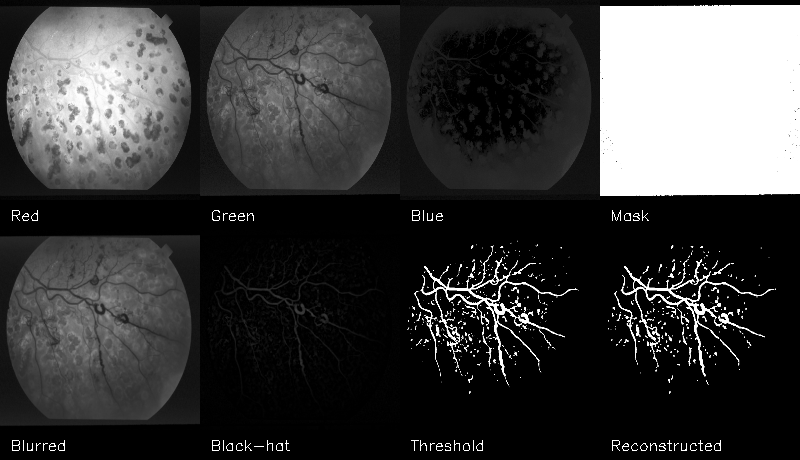 Red
Green
Blue
Mask
Blurred
Black-hat
Threshold
Reconstructed